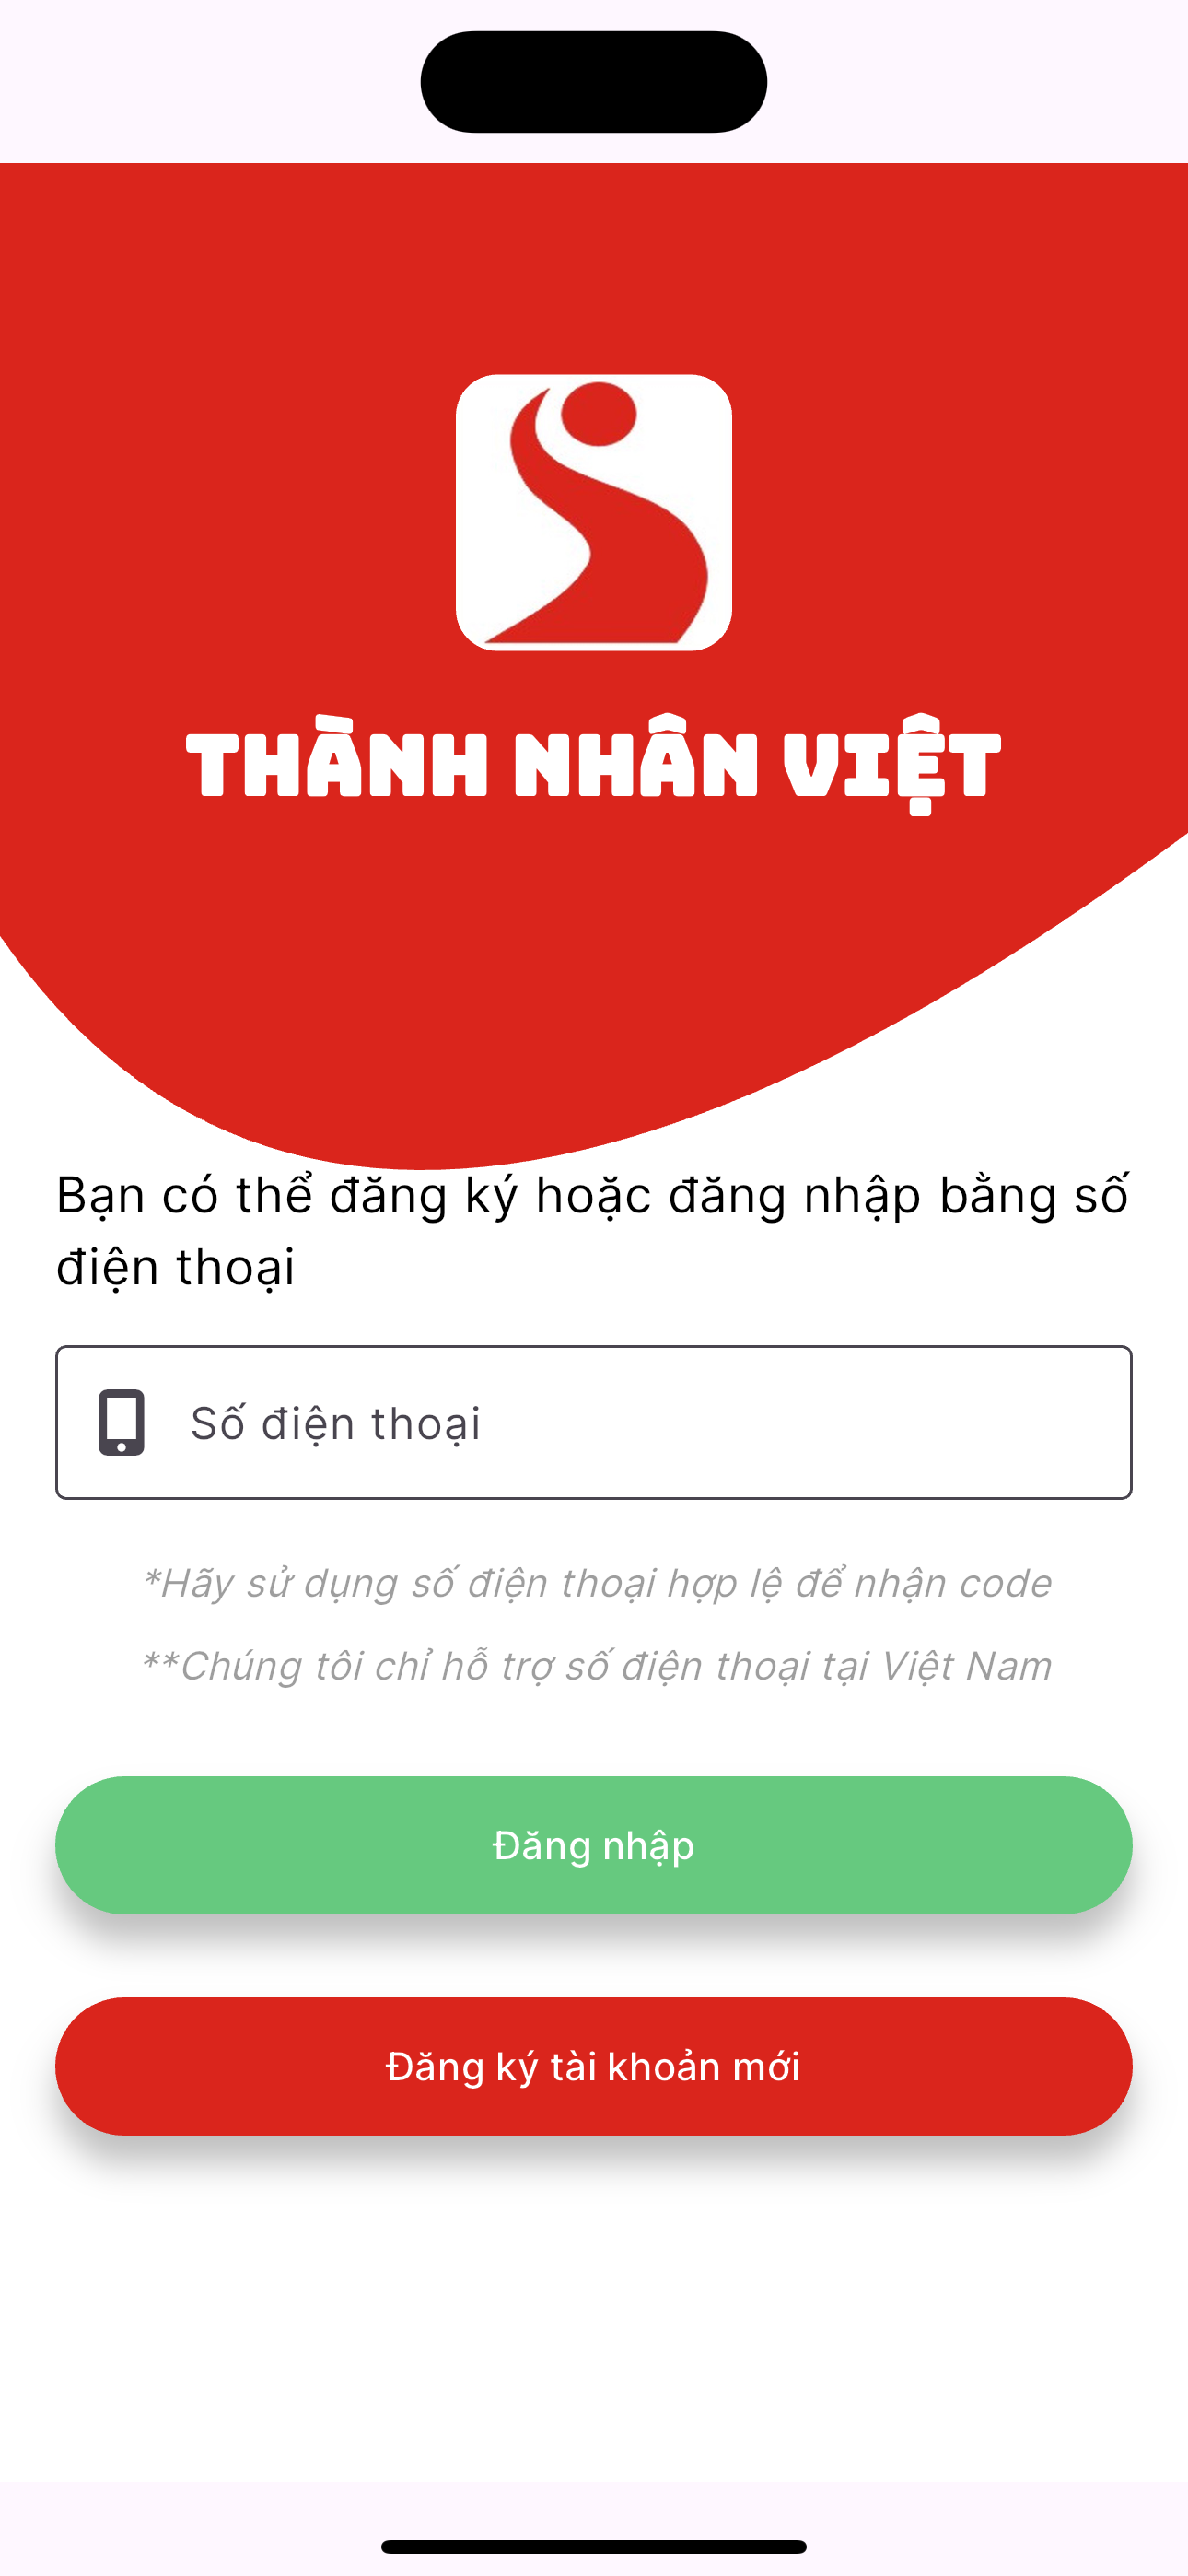 THÀNH NHÂN VIỆT
Bạn có thể đăng ký hoặc đăng nhập bằng số
điện thoại
Số điện thoại
*Hãy sử dụng số điện thoại hợp lệ để nhận code
**Chúng tôi chỉ hỗ trợ số điện thoại tại Việt Nam
Đăng nhập
Đăng ký tài khoản mới